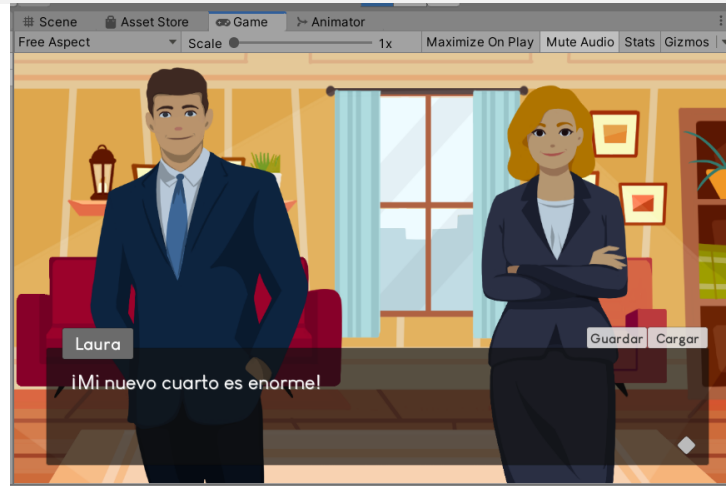 Scene Asset Store Game Animator
Free Aspect Scale 1x Maximize On Play Mute Audio Stats Gizmos
Laura
Guardar Cargar
¡Mi nuevo cuarto es enorme!